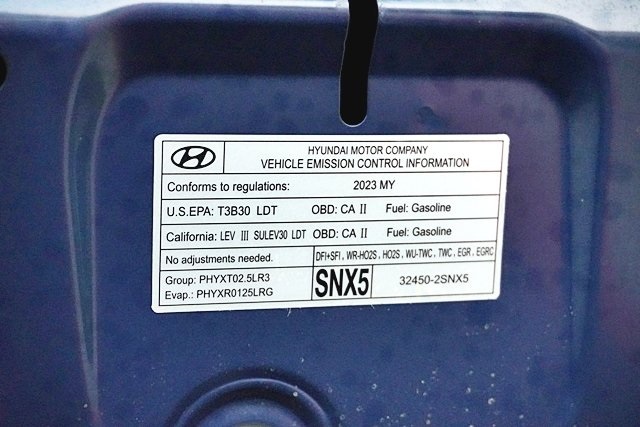 HYUNDAI MOTOR COMPANY
VEHICLE EMISSION CONTROL INFORMATION
Conforms to regulations: 2023 MY
U.S.EPA: T3B30 LDT OBD: CA II Fuel: Gasoline
California: LEV III SULEV30 LDT OBD: CA II Fuel: Gasoline
No adjustments needed. DFI+SFI, WR-HO2S, HO2S, WU-TWC, TWC, EGR, EGRC
Group: PHYXT02.5LR3
Evap.: PHYXR0125LRG
SNX5 32450-2SNX5